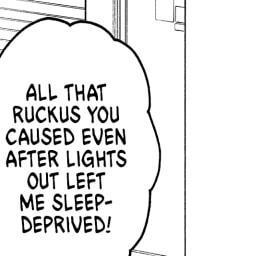 ALL THAT
RUCKUS YOU
CAUSED EVEN
AFTER LIGHTS
OUT LEFT
ME SLEEP-
DEPRIVED!